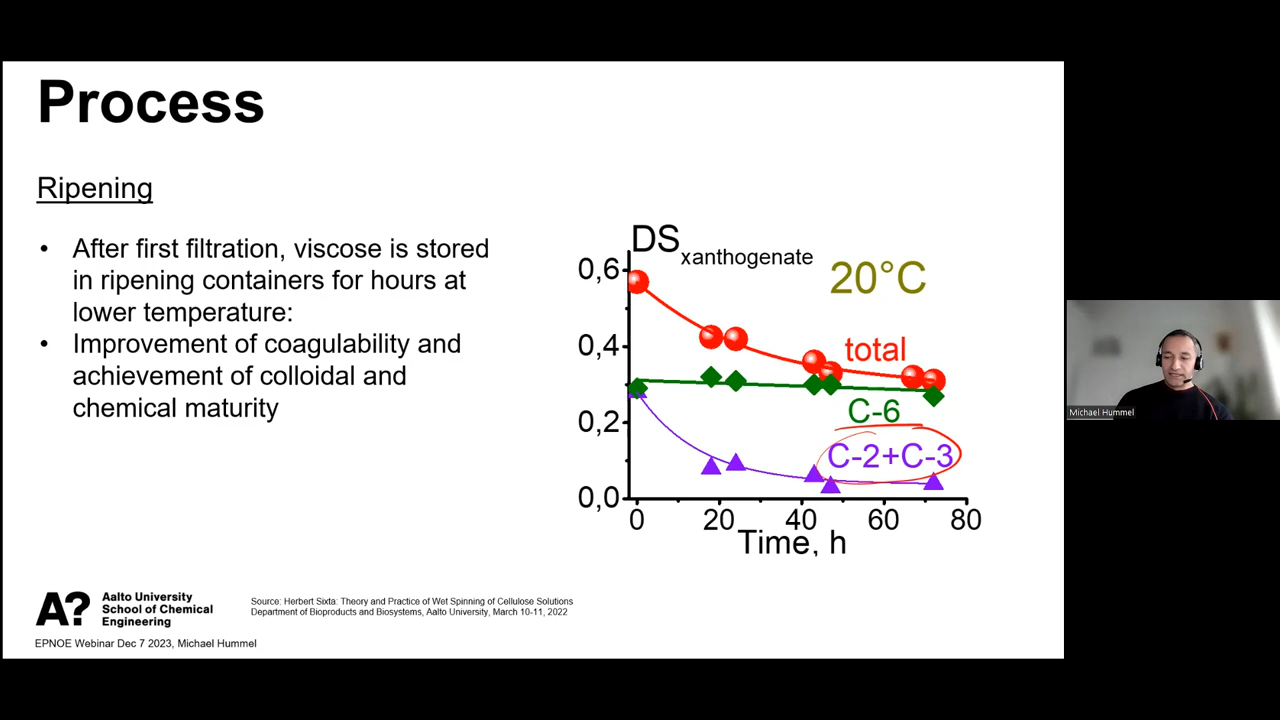 Process
Ripening
• After first filtration, viscose is stored
in ripening containers for hours at
lower temperature:
• Improvement of coagulability and
achievement of colloidal and
chemical maturity
DS xanthogenate
20°C
0,6
0,4
0,2
0,0
total
C-6
C-2+C-3
0 20 40 60 80
Time, h
A?
Aalto University
School of Chemical
Engineering
Source: Herbert Sixta: Theory and Practice of Wet Spinning of Cellulose Solutions
Department of Bioproducts and Biosystems, Aalto University, March 10-11, 2022
EPNOE Webinar Dec 7 2023, Michael Hummel
Michael Hummel